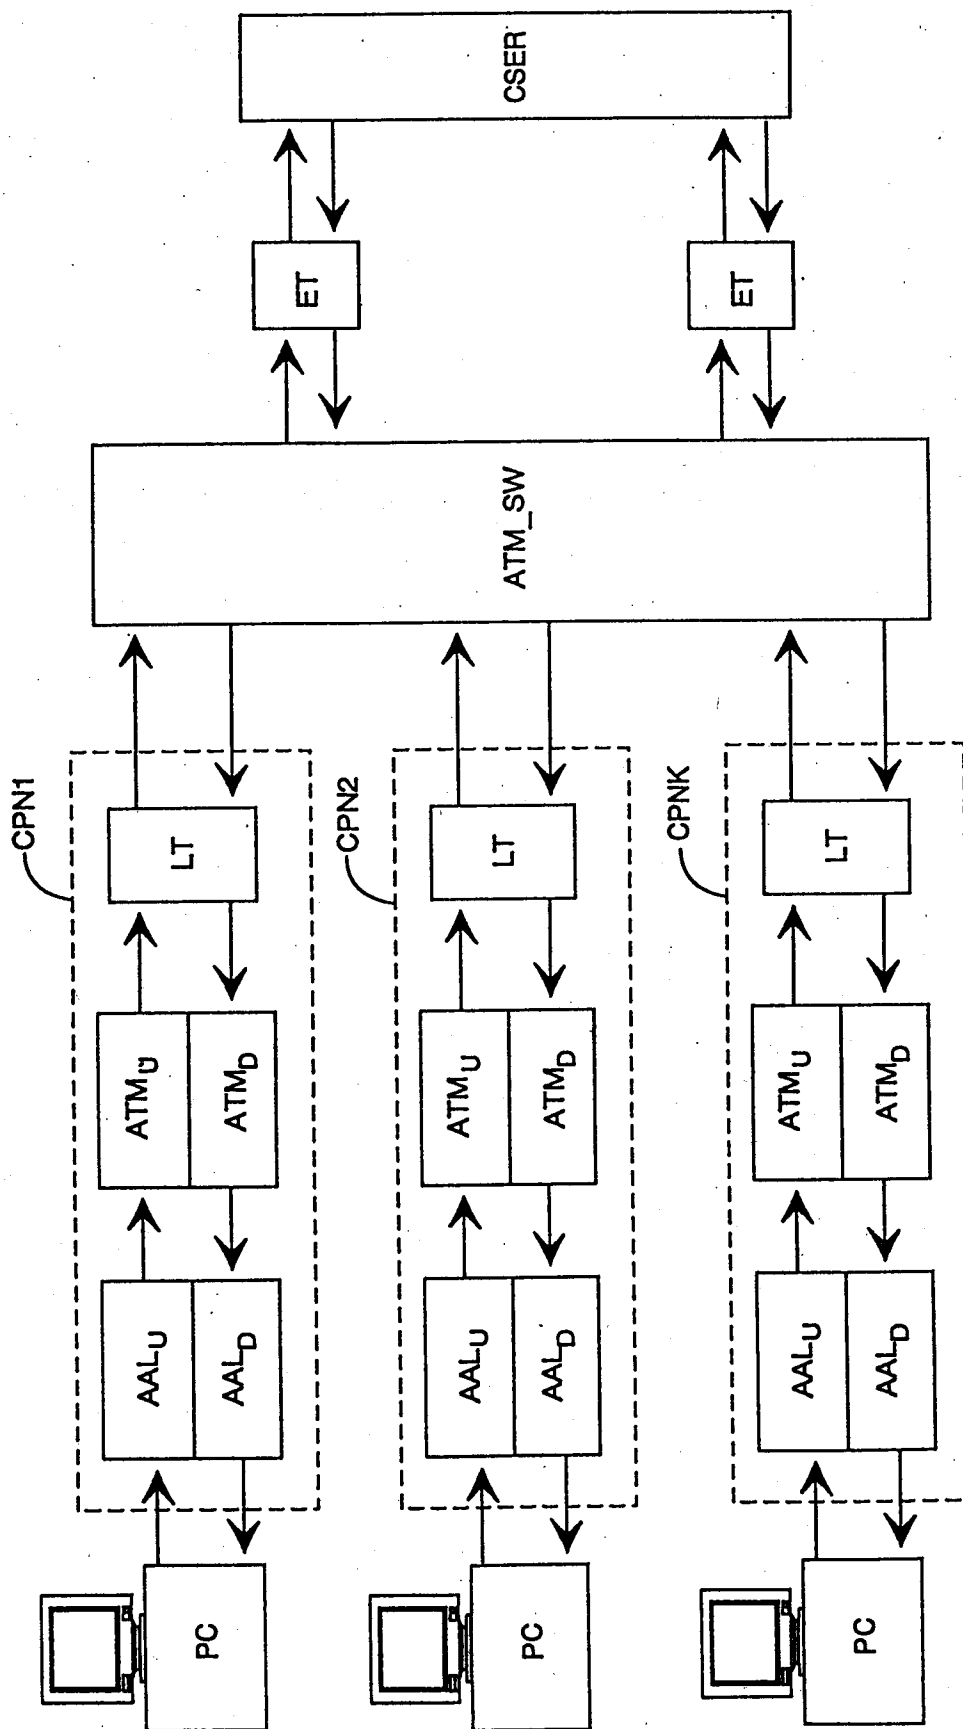 CPN1
PC
AALU
AALD
ATMU
ATMD
LT
CPN2
PC
AALU
AALD
ATMU
ATMD
LT
CPNK
PC
AALU
AALD
ATMU
ATMD
LT
ATM_SW
ET
ET
CSER